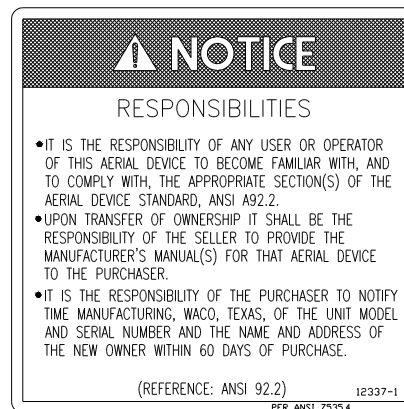 NOTICE
RESPONSIBILITIES
•IT IS THE RESPONSIBILITY OF ANY USER OR OPERATOR
OF THIS AERIAL DEVICE TO BECOME FAMILIAR WITH, AND
TO COMPLY WITH, THE APPROPRIATE SECTION(S) OF THE
AERIAL DEVICE STANDARD, ANSI A92.2.
•UPON TRANSFER OF OWNERSHIP IT SHALL BE THE
RESPONSIBILITY OF THE SELLER TO PROVIDE THE
MANUFACTURER'S MANUAL(S) FOR THAT AERIAL DEVICE
TO THE PURCHASER.
•IT IS THE RESPONSIBILITY OF THE PURCHASER TO NOTIFY
TIME MANUFACTURING, WACO, TEXAS, OF THE UNIT MODEL
AND SERIAL NUMBER AND THE NAME AND ADDRESS OF
THE NEW OWNER WITHIN 60 DAYS OF PURCHASE.
(REFERENCE: ANSI 92.2)
12337-1
PER ANSI Z535.4